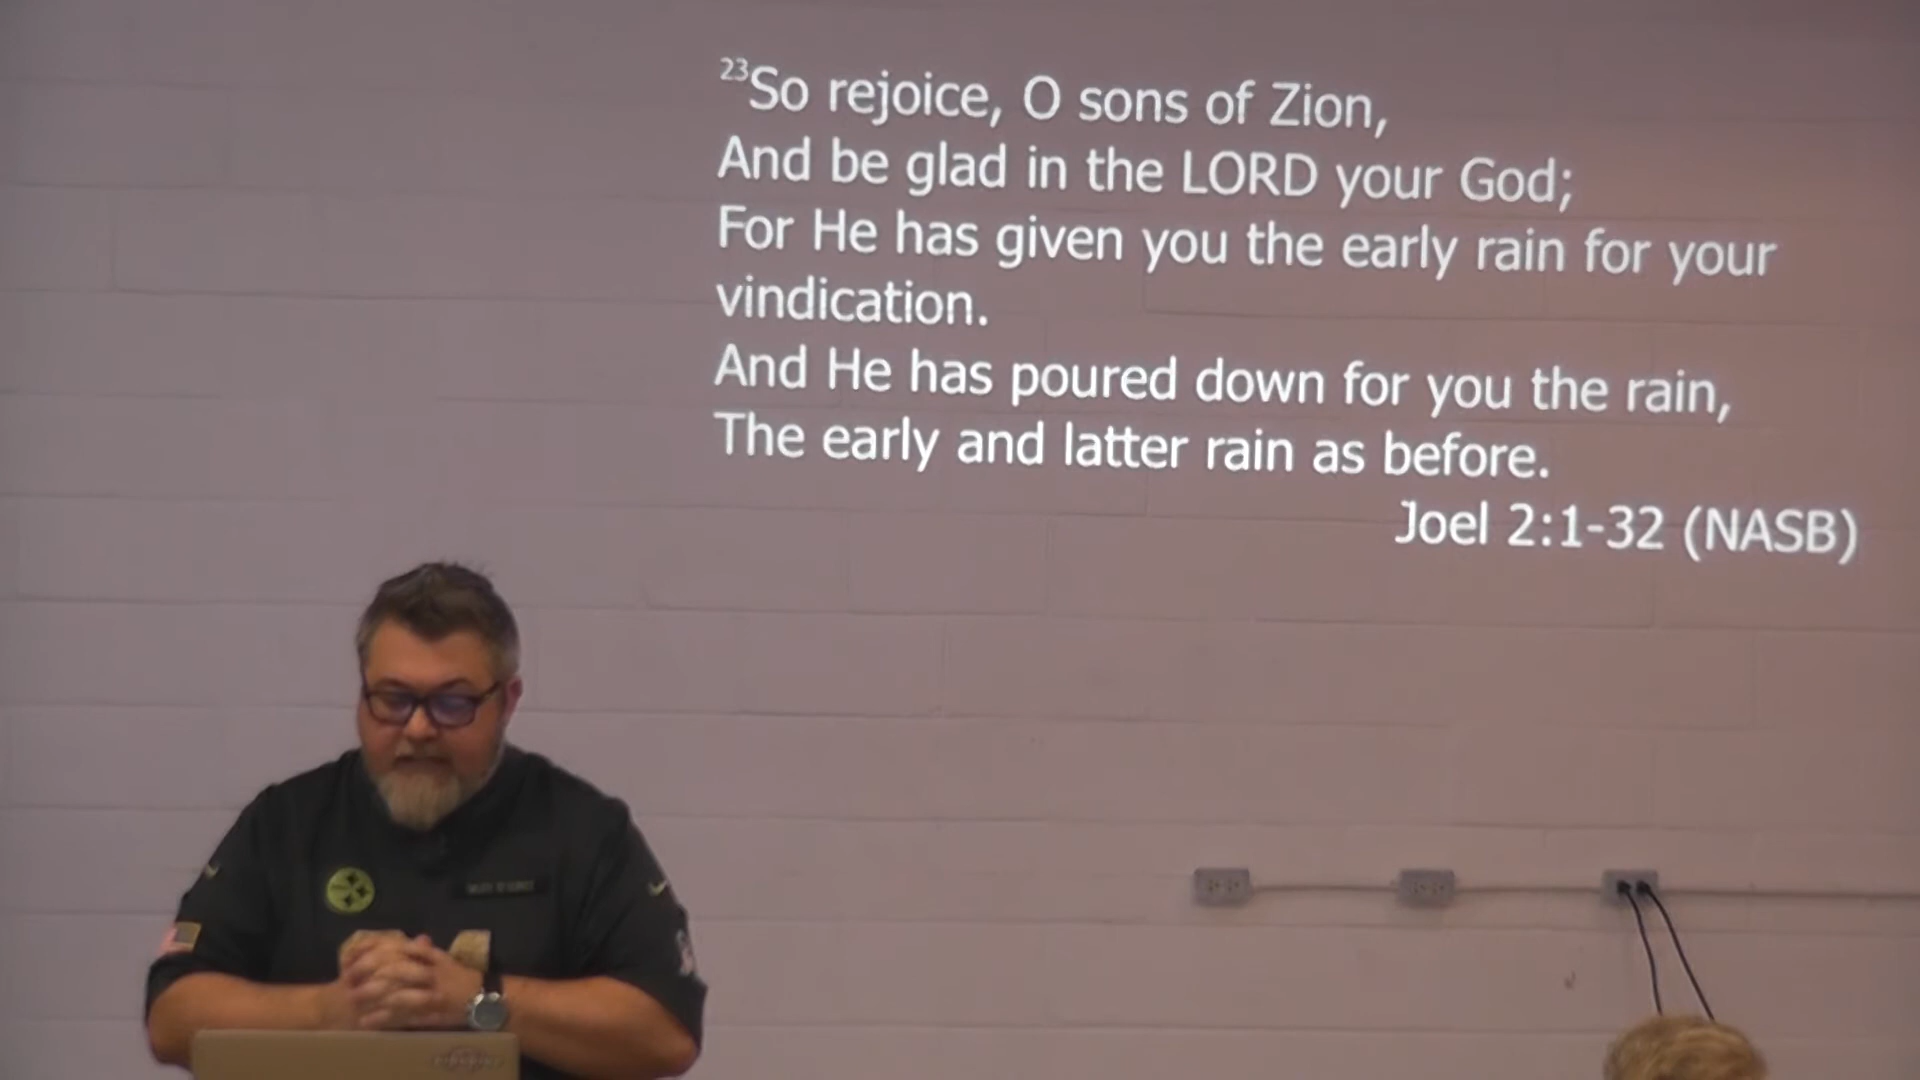 23So rejoice, O sons of Zion,
And be glad in the LORD your God;
For He has given you the early rain for your
vindication.
And He has poured down for you the rain,
The early and latter rain as before.
Joel 2:1-32 (NASB)